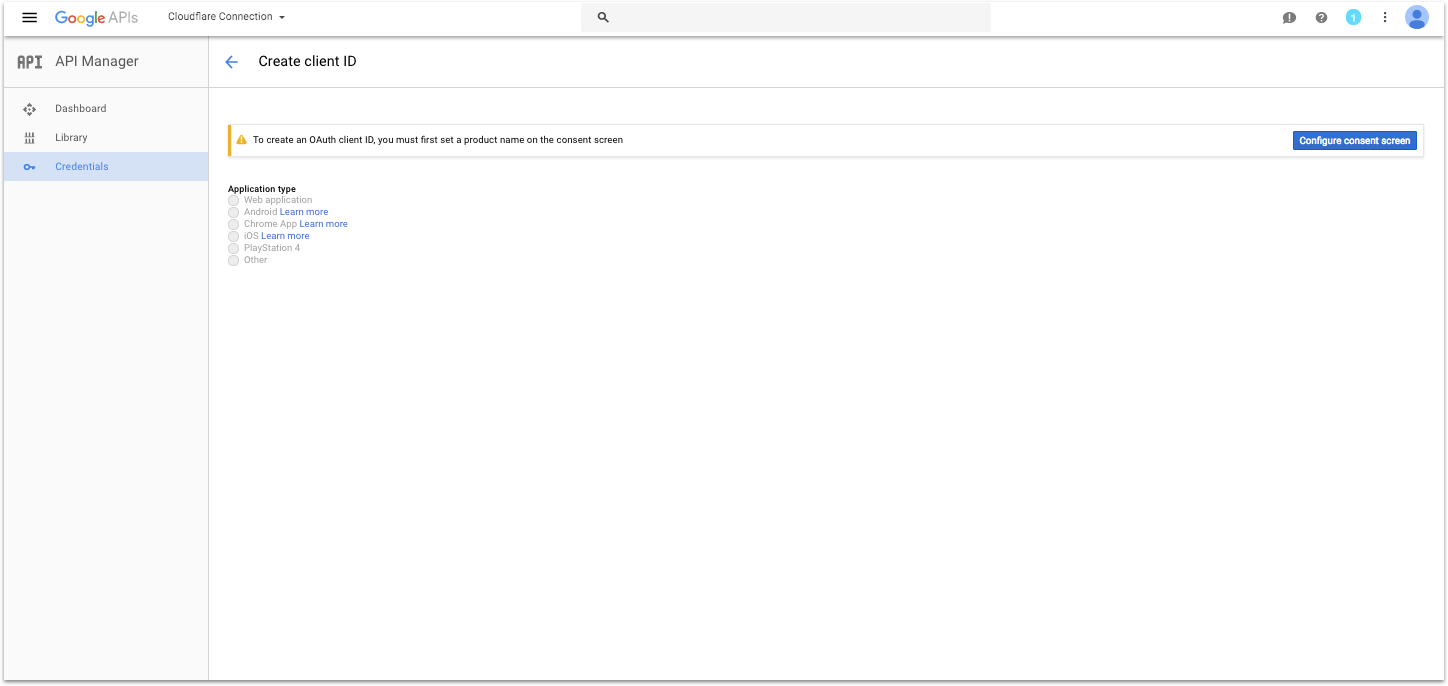 Google APIs Cloudflare Connection 1
API API Manager Create client ID
Dashboard
Library
Credentials
To create an OAuth client ID, you must first set a product name on the consent screen Configure consent screen
Application type
Web application
Android Learn more
Chrome App Learn more
iOS Learn more
PlayStation 4
Other